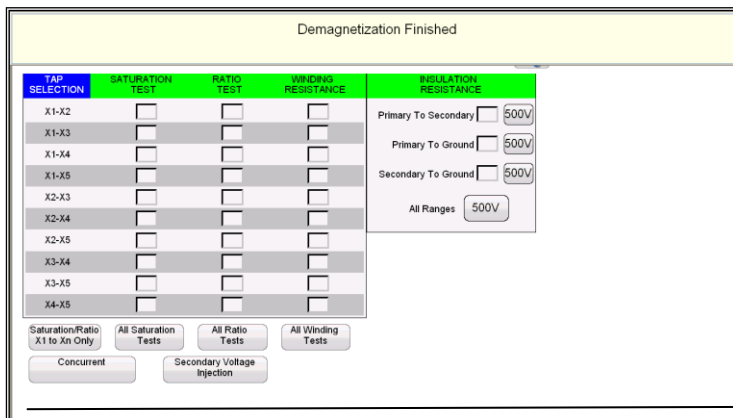 Demagnetization Finished
TAP SELECTION SATURATION TEST RATIO TEST WINDING RESISTANCE INSULATION RESISTANCE
X1-X2
X1-X3
X1-X4
X1-X5
X2-X3
X2-X4
X2-X5
X3-X4
X3-X5
X4-X5
Primary To Secondary 500V
Primary To Ground 500V
Secondary To Ground 500V
All Ranges 500V
Saturation/Ratio X1 to Xn Only
All Saturation Tests
All Ratio Tests
All Winding Tests
Concurrent
Secondary Voltage Injection